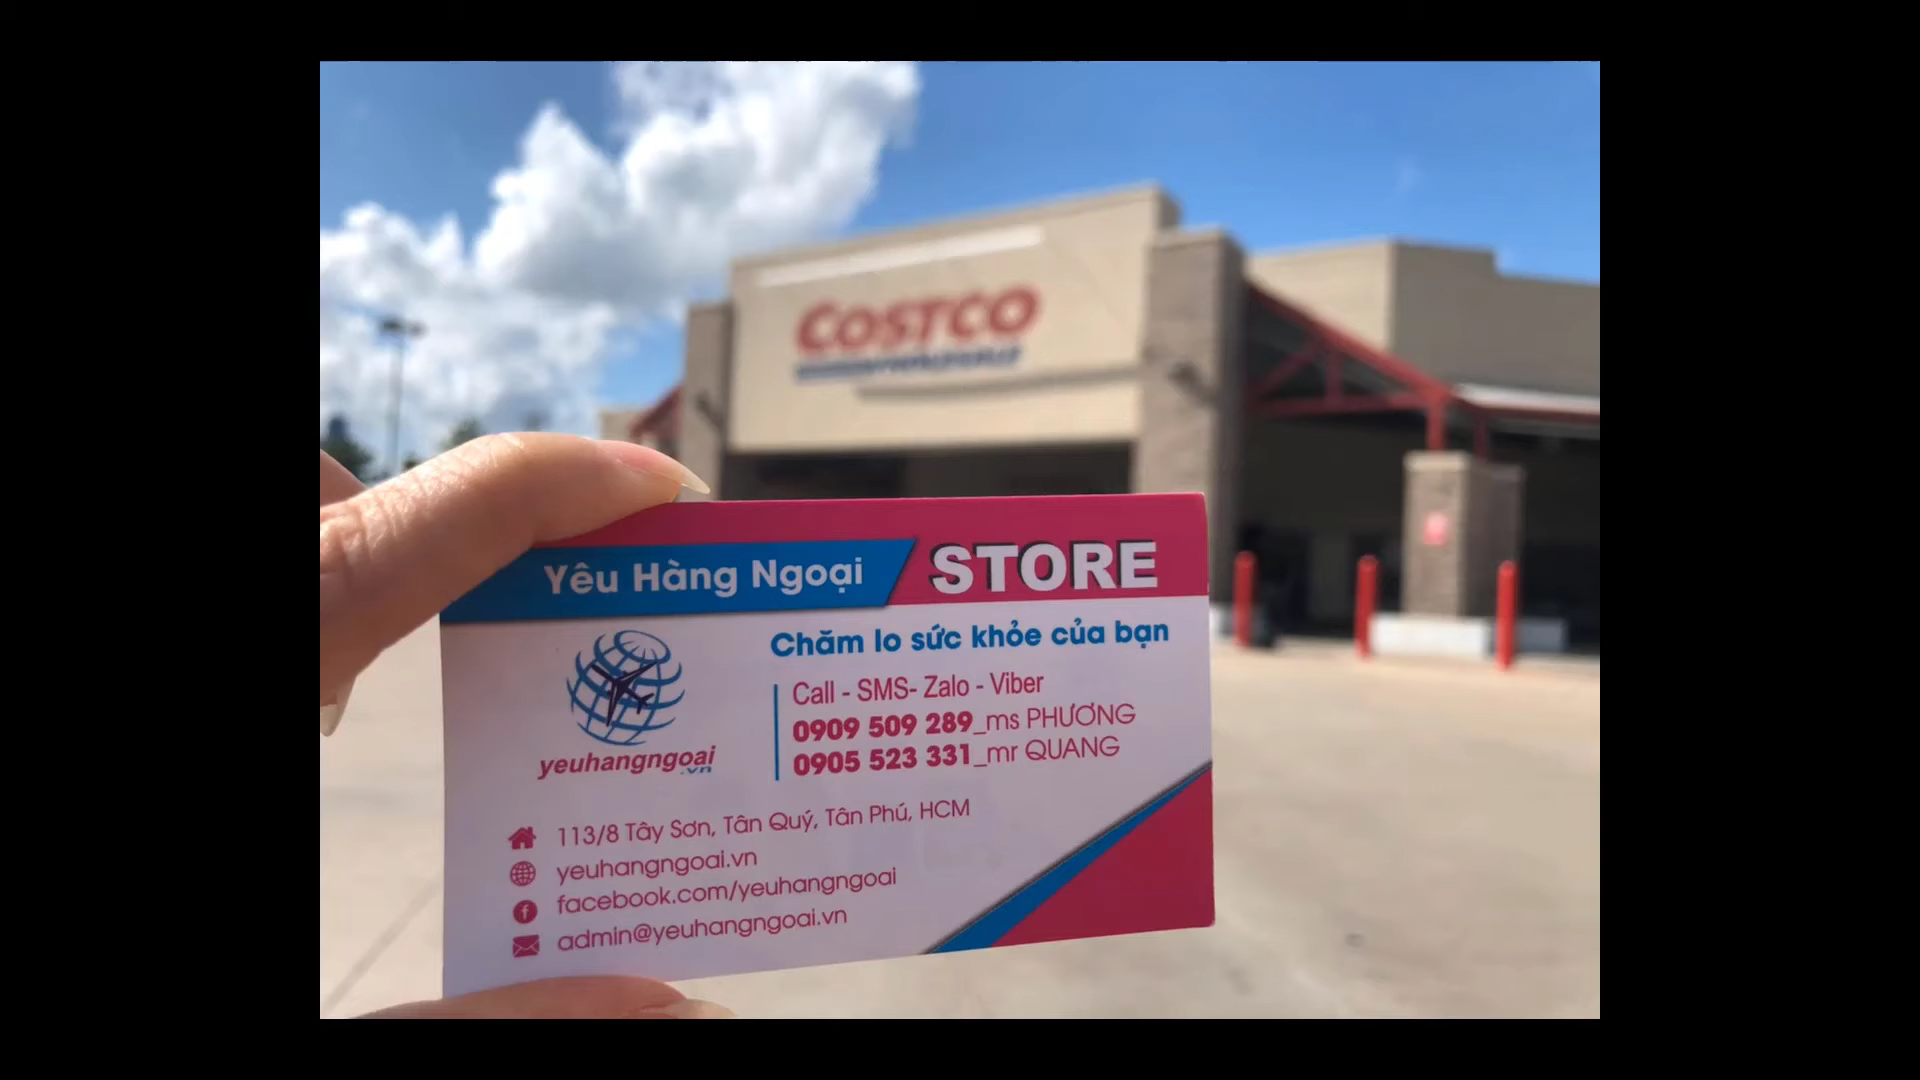 COSTCO
WHOLESALE
Yêu Hàng Ngoại STORE
Chăm lo sức khỏe của bạn
Call - SMS- Zalo - Viber
0909 509 289_ms PHƯƠNG
0905 523 331_mr QUANG
yeuhangngoai
.vn
113/8 Tây Sơn, Tân Quý, Tân Phú, HCM
yeuhangngoai.vn
facebook.com/yeuhangngoai
admin@yeuhangngoai.vn